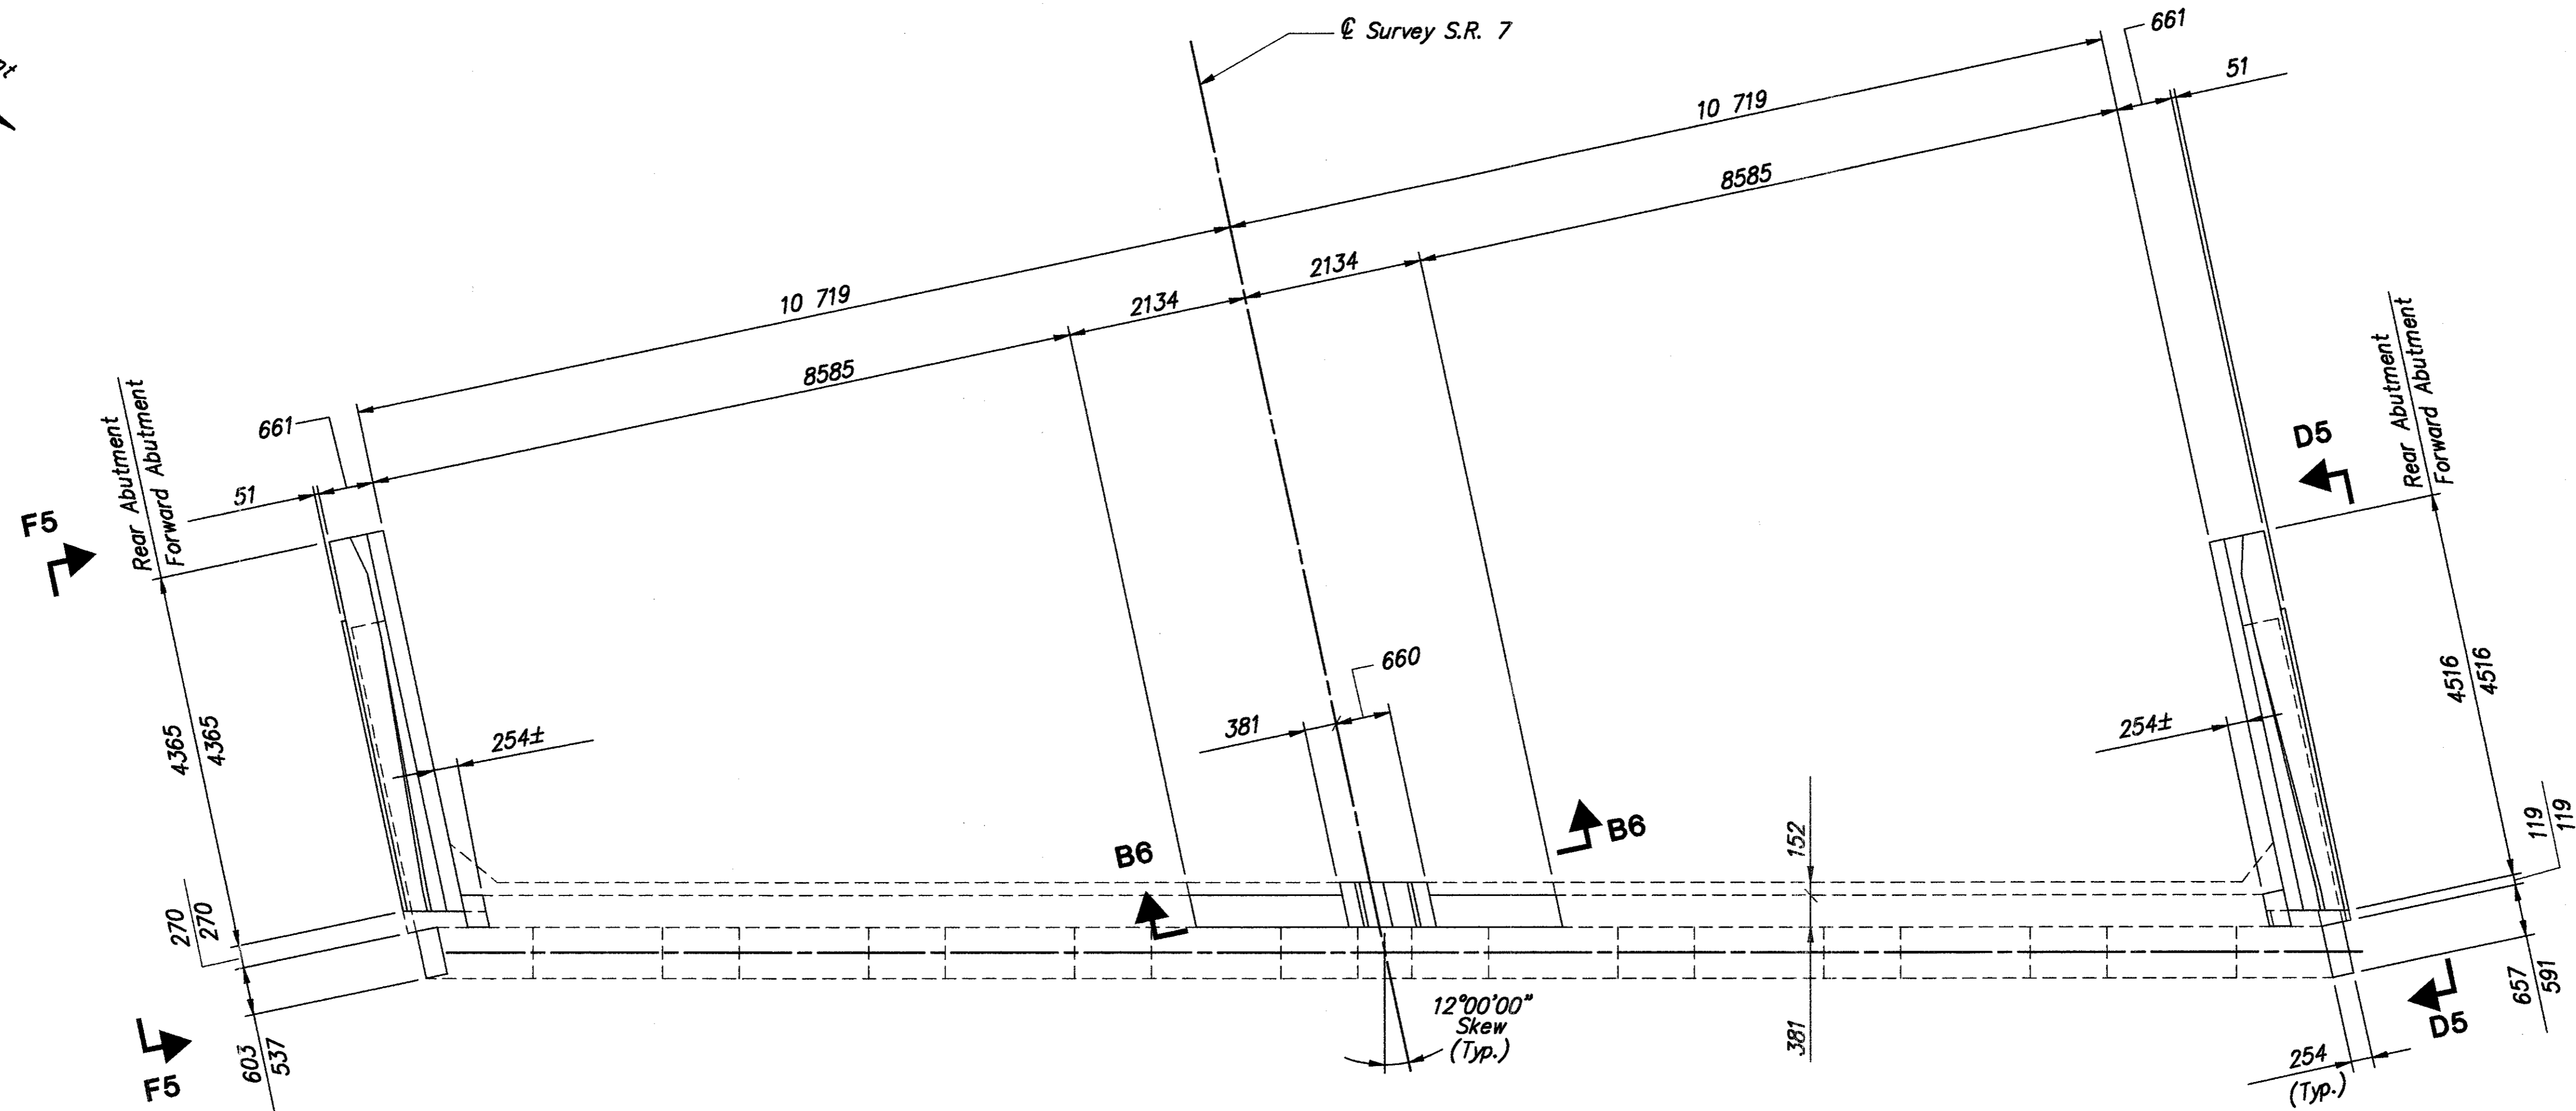 ℄ Survey S.R. 7
661
51
10 719
8585
2134
10 719
2134
8585
661
51
Rear Abutment
Forward Abutment
Rear Abutment
Forward Abutment
F5
D5
660
381
254±
254±
4365
4365
4516
4516
152
B6
B6
119
119
270
270
12°00'00"
Skew
(Typ.)
381
603
537
657
591
F5
D5
254
(Typ.)